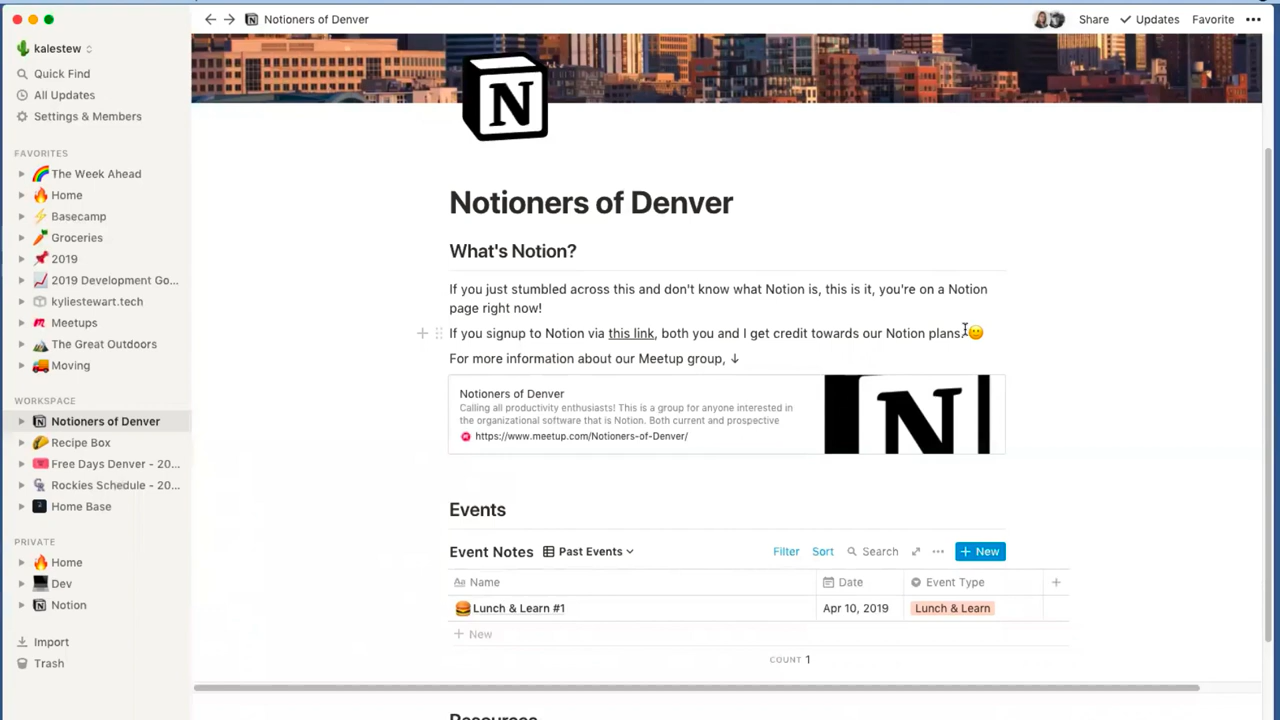 Notioners of Denver
Share
Updates
Favorite
kalestew
Quick Find
All Updates
Settings & Members
FAVORITES
The Week Ahead
Home
Basecamp
Groceries
2019
2019 Development Go...
kyliestewart.tech
Meetups
The Great Outdoors
Moving
WORKSPACE
Notioners of Denver
Recipe Box
Free Days Denver - 20...
Rockies Schedule - 20...
Home Base
PRIVATE
Home
Dev
Notion
Import
Trash
N
Notioners of Denver
What's Notion?
If you just stumbled across this and don't know what Notion is, this is it, you're on a Notion
page right now!
If you signup to Notion via this link, both you and I get credit towards our Notion plans. 🙂
For more information about our Meetup group, ↓
Notioners of Denver
Calling all productivity enthusiasts! This is a group for anyone interested in
the organizational software that is Notion. Both current and prospective
https://www.meetup.com/Notioners-of-Denver/
N
Events
Event Notes Past Events Filter Sort Search ••• + New
Aa Name Date Event Type +
Lunch & Learn #1 Apr 10, 2019 Lunch & Learn
+ New
COUNT 1
Resources